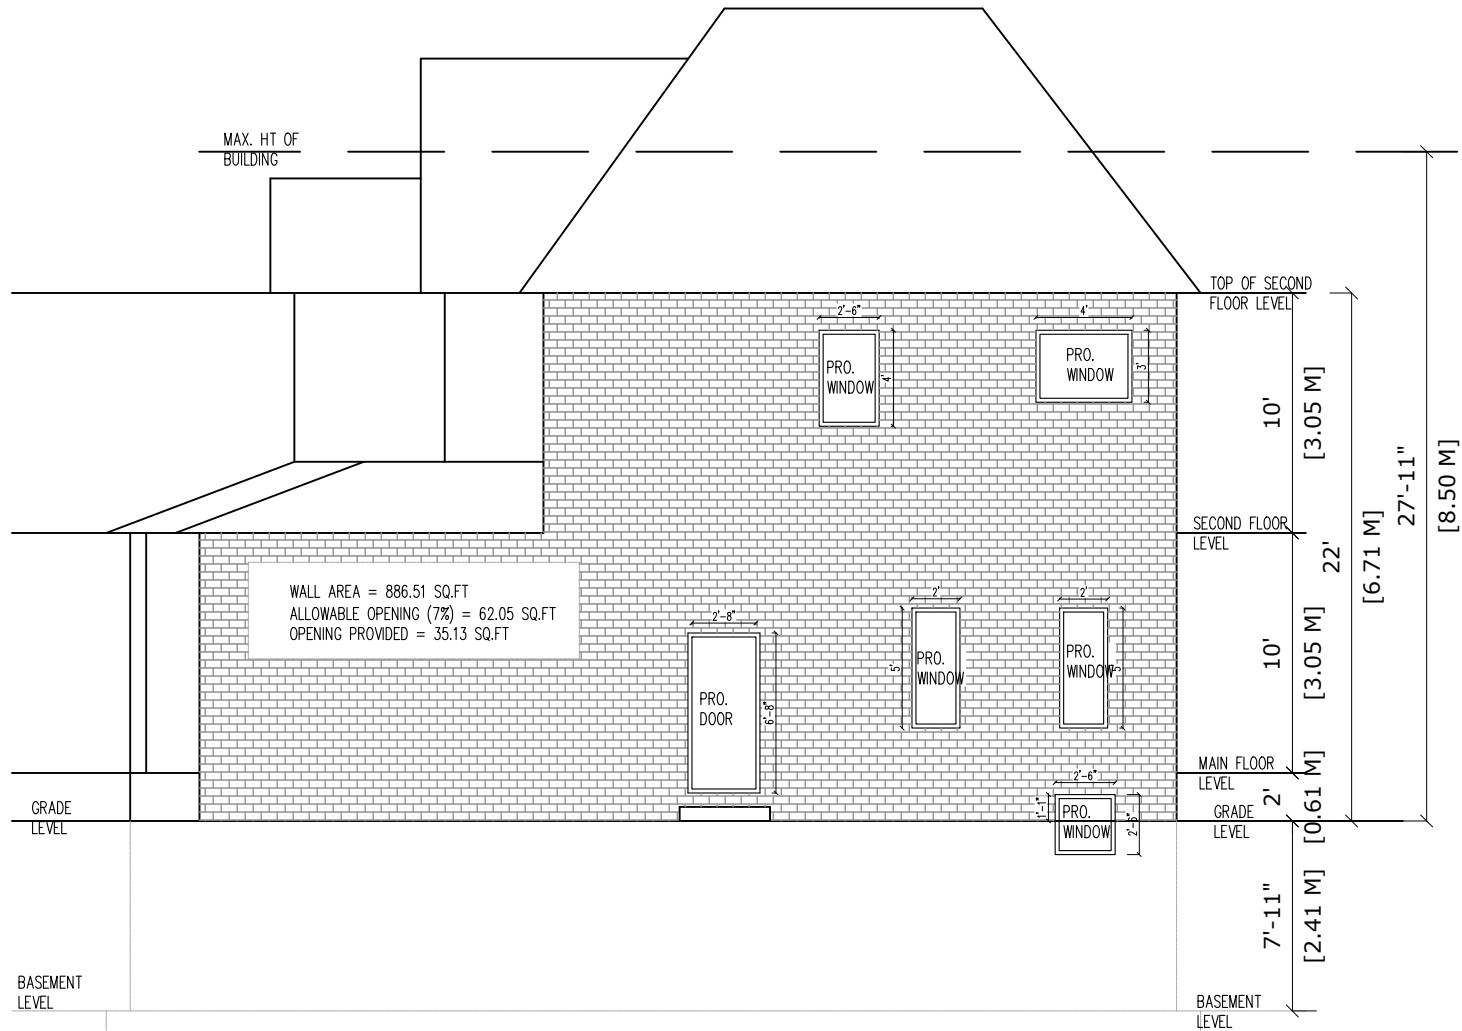 MAX. HT OF
BUILDING
TOP OF SECOND
FLOOR LEVEL
2'-6"
4'
PRO.
WINDOW
4'
PRO.
WINDOW
3'
10'
[3.05 M]
27'-11"
[8.50 M]
22'
[6.71 M]
SECOND FLOOR
LEVEL
WALL AREA = 886.51 SQ.FT
ALLOWABLE OPENING (7%) = 62.05 SQ.FT
OPENING PROVIDED = 35.13 SQ.FT
2'-8"
PRO.
DOOR
6'-8"
2'
5'
PRO.
WINDOW
2'
PRO.
WINDOW
5'
10'
[3.05 M]
MAIN FLOOR
LEVEL
2'-6"
1'-1"
PRO.
WINDOW
2'-6"
2'
[0.61 M]
GRADE
LEVEL
GRADE
LEVEL
7'-11"
[2.41 M]
BASEMENT
LEVEL
BASEMENT
LEVEL